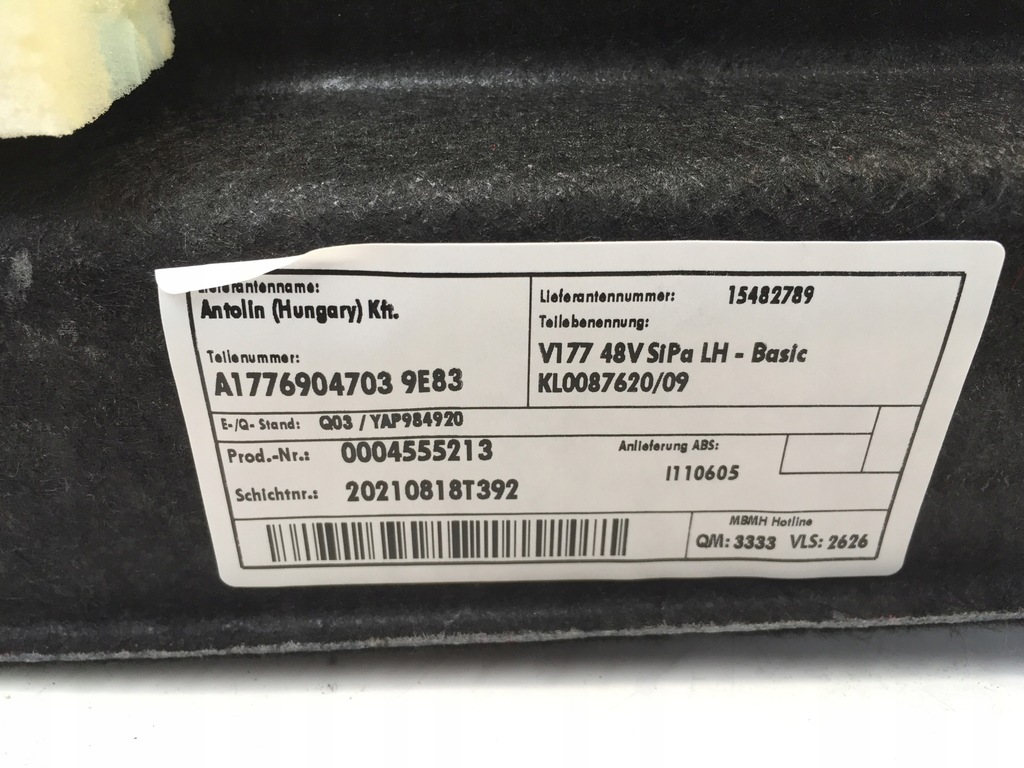 Lieferantenname:
Antolin (Hungary) Kft.
Lieferantennummer: 15482789
Teilebenennung:
V177 48V SiPa LH - Basic
KL0087620/09
Teilenummer:
A1776904703 9E83
E-/Q- Stand: Q03 / YAP984920
Prod.-Nr.: 0004555213
Anlieferung ABS:
I110605
Schichtnr.: 20210818T392
MBMH Hotline
QM: 3333 VLS: 2626